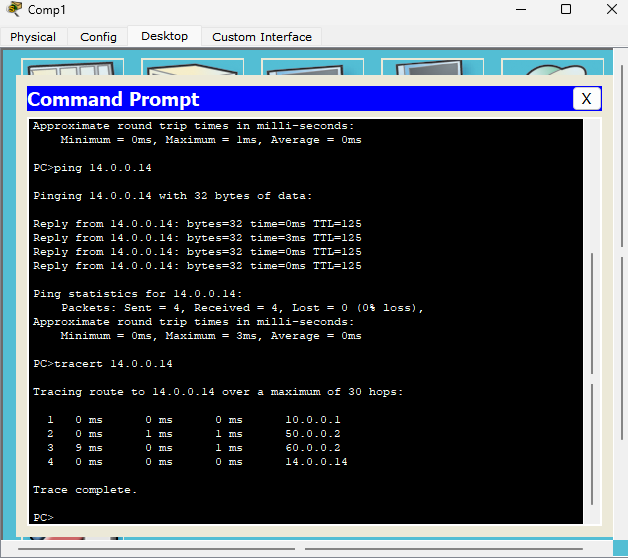 Comp1
Physical Config Desktop Custom Interface
Command Prompt X
Approximate round trip times in milli-seconds:
    Minimum = 0ms, Maximum = 1ms, Average = 0ms
PC>ping 14.0.0.14
Pinging 14.0.0.14 with 32 bytes of data:
Reply from 14.0.0.14: bytes=32 time=0ms TTL=125
Reply from 14.0.0.14: bytes=32 time=3ms TTL=125
Reply from 14.0.0.14: bytes=32 time=0ms TTL=125
Reply from 14.0.0.14: bytes=32 time=0ms TTL=125
Ping statistics for 14.0.0.14:
    Packets: Sent = 4, Received = 4, Lost = 0 (0% loss),
Approximate round trip times in milli-seconds:
    Minimum = 0ms, Maximum = 3ms, Average = 0ms
PC>tracert 14.0.0.14
Tracing route to 14.0.0.14 over a maximum of 30 hops:
  1   0 ms      0 ms      0 ms      10.0.0.1
  2   0 ms      1 ms      1 ms      50.0.0.2
  3   9 ms      0 ms      1 ms      60.0.0.2
  4   0 ms      0 ms      0 ms      14.0.0.14
Trace complete.
PC>